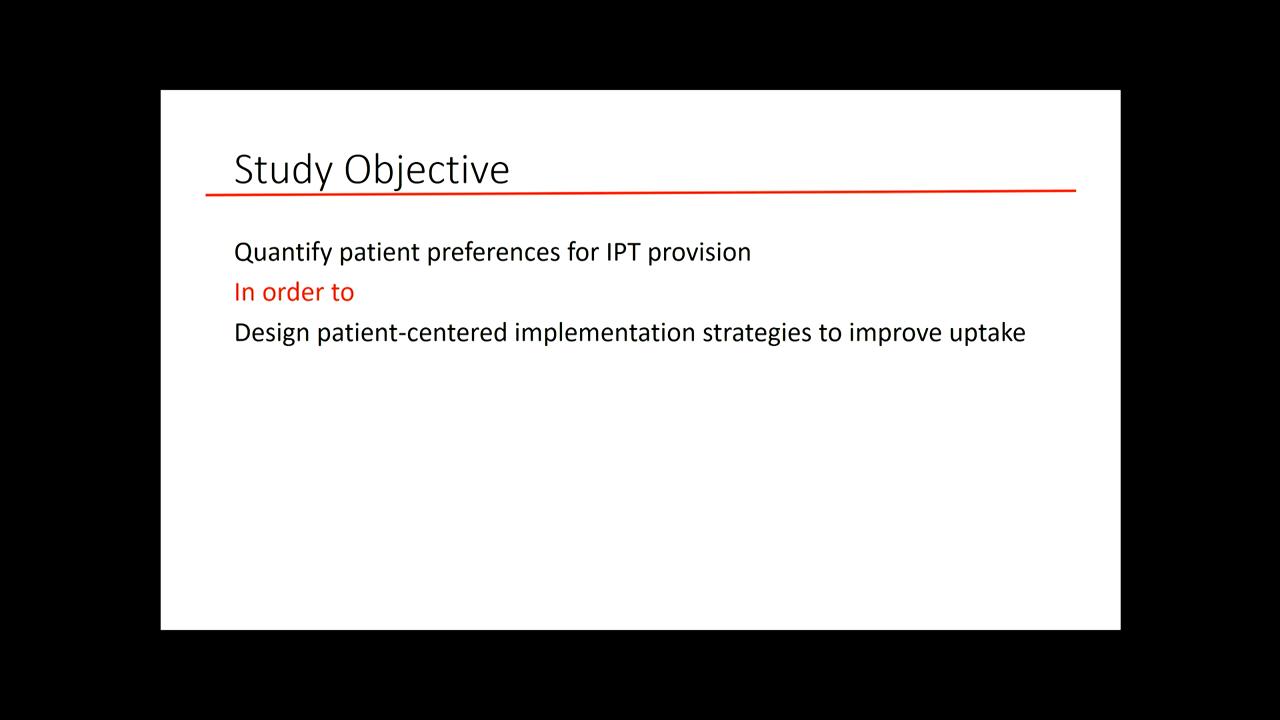 Study Objective
Quantify patient preferences for IPT provision
In order to
Design patient-centered implementation strategies to improve uptake